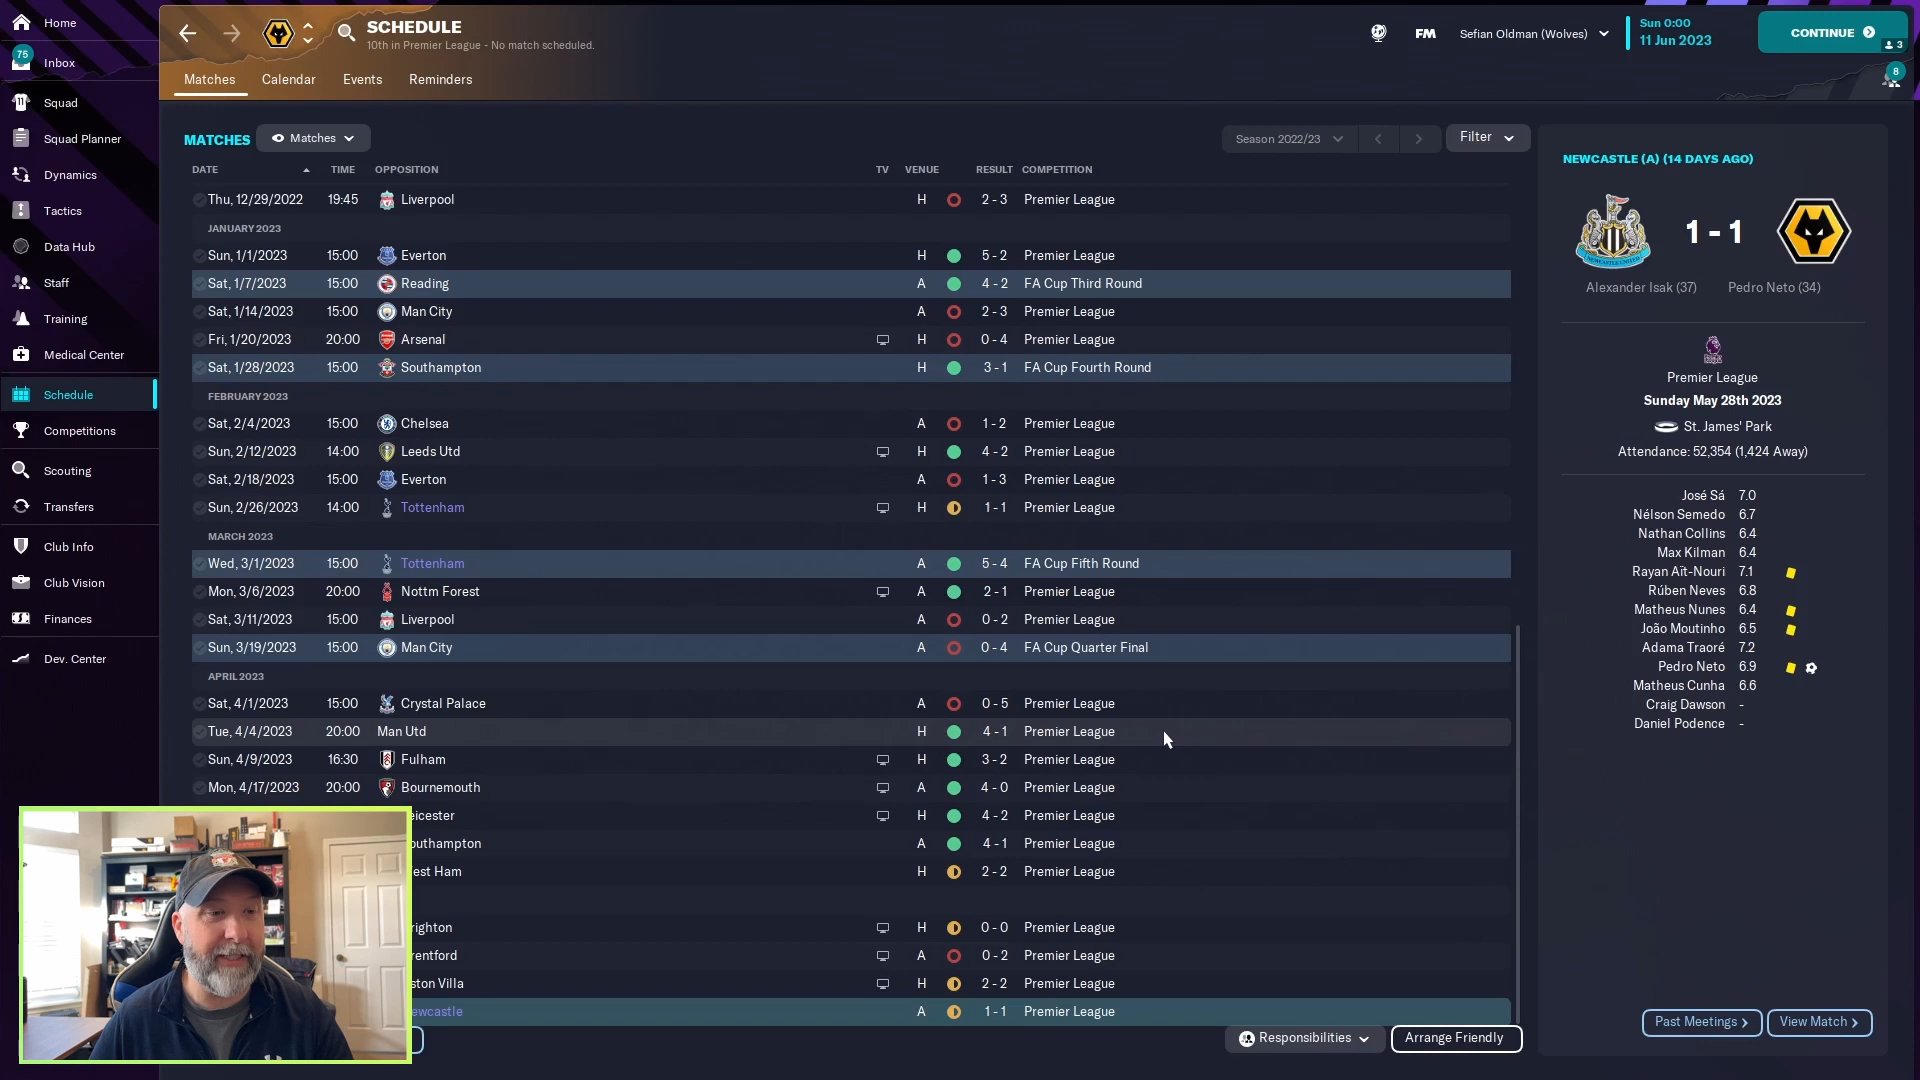 Home
75
Inbox
Squad
Squad Planner
Dynamics
Tactics
Data Hub
Staff
Training
Medical Center
Schedule
Competitions
Scouting
Transfers
Club Info
Club Vision
Finances
Dev. Center
SCHEDULE
10th in Premier League - No match scheduled.
FM
Sefian Oldman (Wolves)
Sun 0:00
11 Jun 2023
CONTINUE
3
8
Matches Calendar Events Reminders
MATCHES Matches
Season 2022/23
Filter
DATE TIME OPPOSITION TV VENUE RESULT COMPETITION
Thu, 12/29/2022 19:45 Liverpool H 2 - 3 Premier League
JANUARY 2023
Sun, 1/1/2023 15:00 Everton H 5 - 2 Premier League
Sat, 1/7/2023 15:00 Reading A 4 - 2 FA Cup Third Round
Sat, 1/14/2023 15:00 Man City A 2 - 3 Premier League
Fri, 1/20/2023 20:00 Arsenal H 0 - 4 Premier League
Sat, 1/28/2023 15:00 Southampton H 3 - 1 FA Cup Fourth Round
FEBRUARY 2023
Sat, 2/4/2023 15:00 Chelsea A 1 - 2 Premier League
Sun, 2/12/2023 14:00 Leeds Utd H 4 - 2 Premier League
Sat, 2/18/2023 15:00 Everton A 1 - 3 Premier League
Sun, 2/26/2023 14:00 Tottenham H 1 - 1 Premier League
MARCH 2023
Wed, 3/1/2023 15:00 Tottenham A 5 - 4 FA Cup Fifth Round
Mon, 3/6/2023 20:00 Nottm Forest A 2 - 1 Premier League
Sat, 3/11/2023 15:00 Liverpool A 0 - 2 Premier League
Sun, 3/19/2023 15:00 Man City A 0 - 4 FA Cup Quarter Final
APRIL 2023
Sat, 4/1/2023 15:00 Crystal Palace A 0 - 5 Premier League
Tue, 4/4/2023 20:00 Man Utd H 4 - 1 Premier League
Sun, 4/9/2023 16:30 Fulham H 3 - 2 Premier League
Mon, 4/17/2023 20:00 Bournemouth A 4 - 0 Premier League
eicester H 4 - 2 Premier League
outhampton A 4 - 1 Premier League
est Ham H 2 - 2 Premier League
righton H 0 - 0 Premier League
rentford A 0 - 2 Premier League
ston Villa H 2 - 2 Premier League
ewcastle A 1 - 1 Premier League
Responsibilities
Arrange Friendly
NEWCASTLE (A) (14 DAYS AGO)
1 - 1
Alexander Isak (37) Pedro Neto (34)
Premier League
Sunday May 28th 2023
St. James' Park
Attendance: 52,354 (1,424 Away)
José Sá 7.0
Nélson Semedo 6.7
Nathan Collins 6.4
Max Kilman 6.4
Rayan Aït-Nouri 7.1
Rúben Neves 6.8
Matheus Nunes 6.4
João Moutinho 6.5
Adama Traoré 7.2
Pedro Neto 6.9
Matheus Cunha 6.6
Craig Dawson -
Daniel Podence -
Past Meetings
View Match